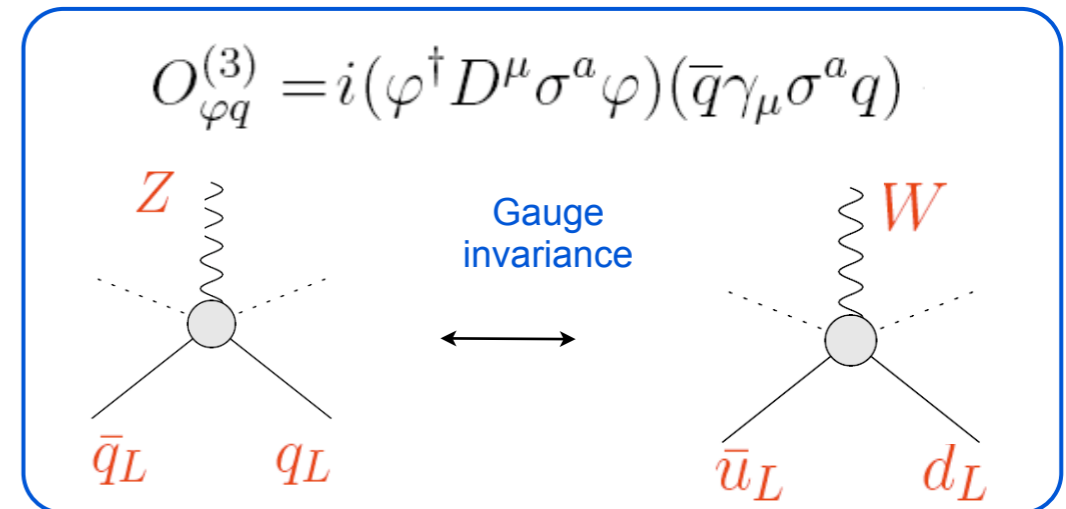 $O_{\varphi q}^{(3)} = i(\varphi^\dagger D^\mu \sigma^a \varphi)(\overline{q}\gamma_\mu \sigma^a q)$
Z
Gauge
invariance
W
$\bar{q}_L$ $q_L$ $\bar{u}_L$ $d_L$